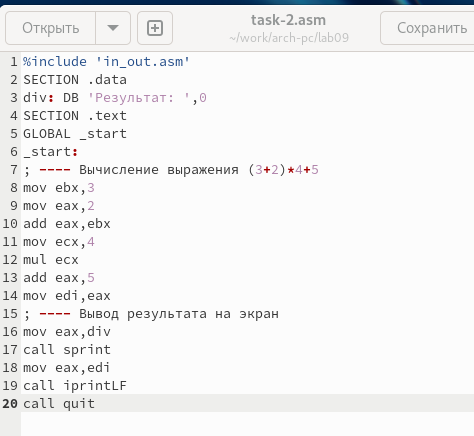 Открыть
task-2.asm
~/work/arch-pc/lab09
Сохранить
1 %include 'in_out.asm'
2 SECTION .data
3 div: DB 'Результат: ',0
4 SECTION .text
5 GLOBAL _start
6 _start:
7 ; ---- Вычисление выражения (3+2)*4+5
8 mov ebx,3
9 mov eax,2
10 add eax,ebx
11 mov ecx,4
12 mul ecx
13 add eax,5
14 mov edi,eax
15 ; ---- Вывод результата на экран
16 mov eax,div
17 call sprint
18 mov eax,edi
19 call iprintLF
20 call quit